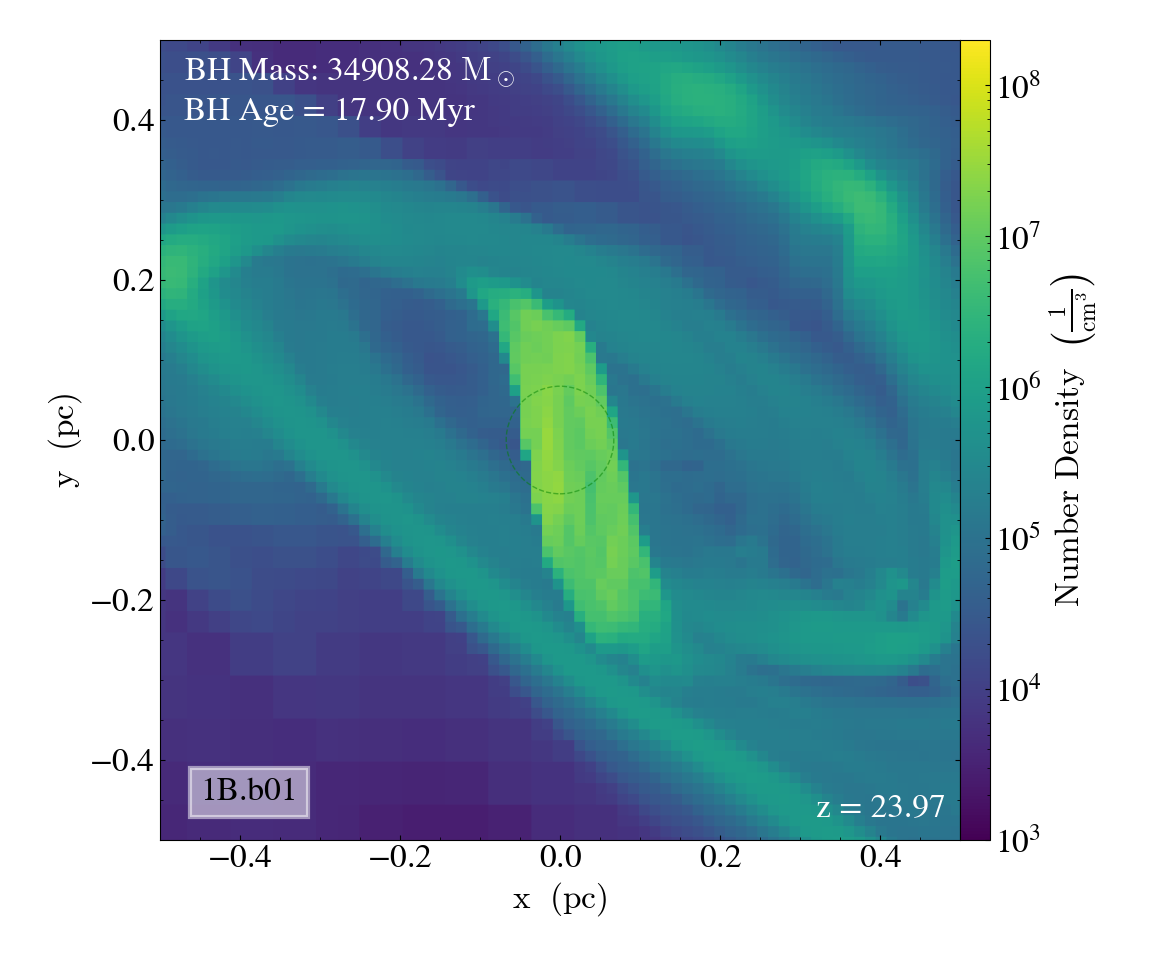 BH Mass: 34908.28 M⊙
BH Age = 17.90 Myr
1B.b01
z = 23.97
0.4
0.2
0.0
−0.2
−0.4
y (pc)
−0.4 −0.2 0.0 0.2 0.4
x (pc)
10⁸
10⁷
10⁶
10⁵
10⁴
10³
Number Density (1/cm³)